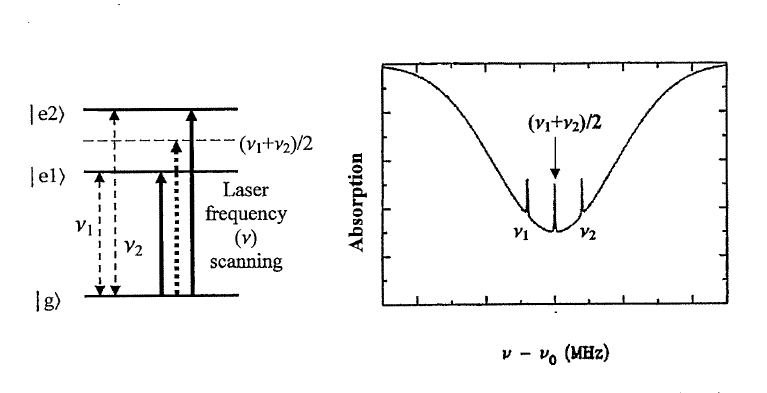 |e2⟩
(ν₁+ν₂)/2
|e1⟩
Laser
frequency
(ν)
scanning
ν₁
ν₂
|g⟩
Absorption
(ν₁+ν₂)/2
ν₁
ν₂
ν − ν₀ (MHz)